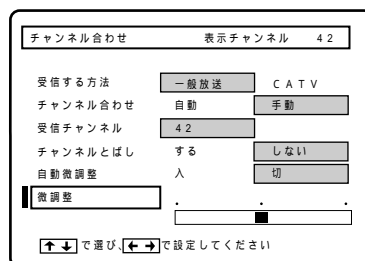 チャンネル合わせ 表示チャンネル 42
受信する方法 一般放送 CATV
チャンネル合わせ 自動 手動
受信チャンネル 42
チャンネルとばし する しない
自動微調整 入 切
微調整
↑↓で選び、←→で設定してください